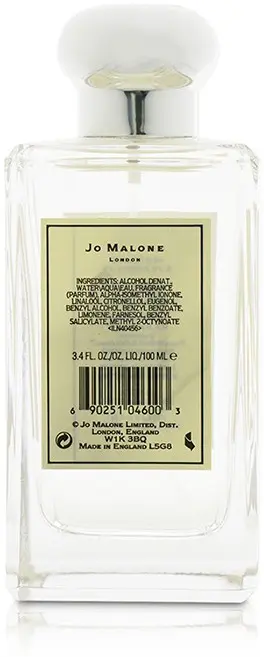 JO MALONE
LONDON
INGREDIENTS: ALCOHOL DENAT,
WATER\AQUA\EAU, FRAGRANCE
(PARFUM), ALPHA-ISOMETHYL IONONE,
LINALOOL, CITRONELLOL, EUGENOL,
BENZYL ALCOHOL, BENZYL BENZOATE,
LIMONENE, FARNESOL, BENZYL
SALICYLATE, METHYL 2-OCTYNOATE
<ILN40456>
3.4 FL. OZ./OZ. LIQ./100 ML ℮
6 90251 04600 3
© JO MALONE LIMITED, DIST.
LONDON, ENGLAND
W1K 3BQ
MADE IN ENGLAND L5G8